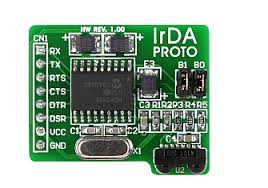 HW REV. 1.00
IrDA
PROTO
CN1
RX
TX
RTS
CTS
DTR
DSR
VCC
GND
E3
B1 B0
C3 R1 R2 R3 R4 R5
C1 C2
X1
C4
U2